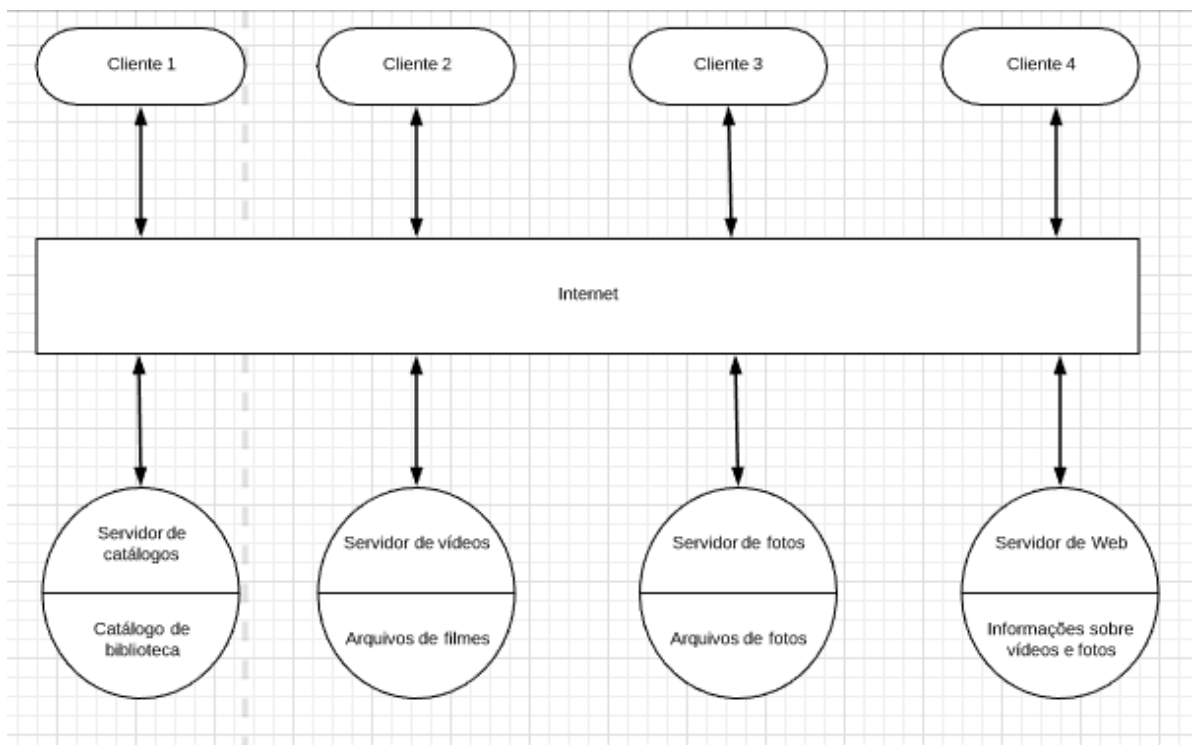 Cliente 1
Cliente 2
Cliente 3
Cliente 4
Internet
Servidor de
catálogos
Servidor de vídeos
Servidor de fotos
Servidor de Web
Catálogo de
biblioteca
Arquivos de filmes
Arquivos de fotos
Informações sobre
vídeos e fotos